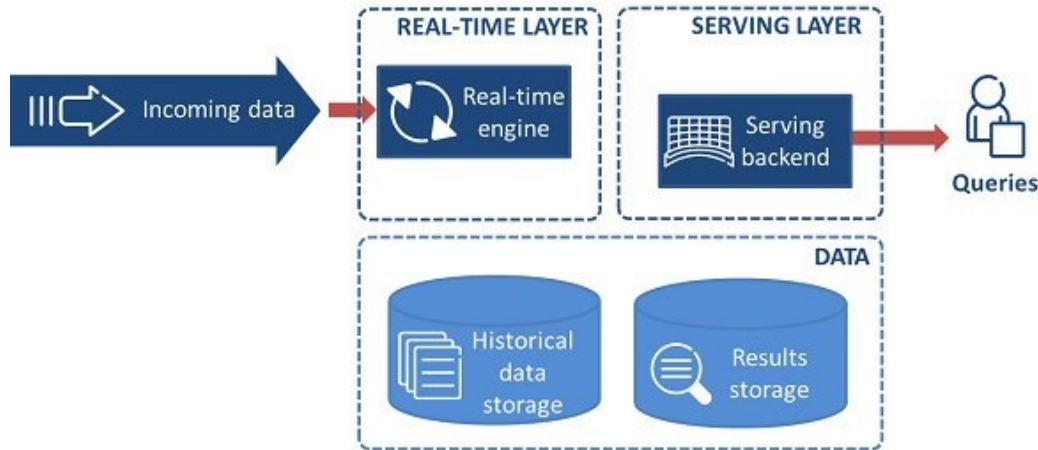 REAL-TIME LAYER
SERVING LAYER
Incoming data
Real-time
engine
Serving
backend
Queries
DATA
Historical
data
storage
Results
storage